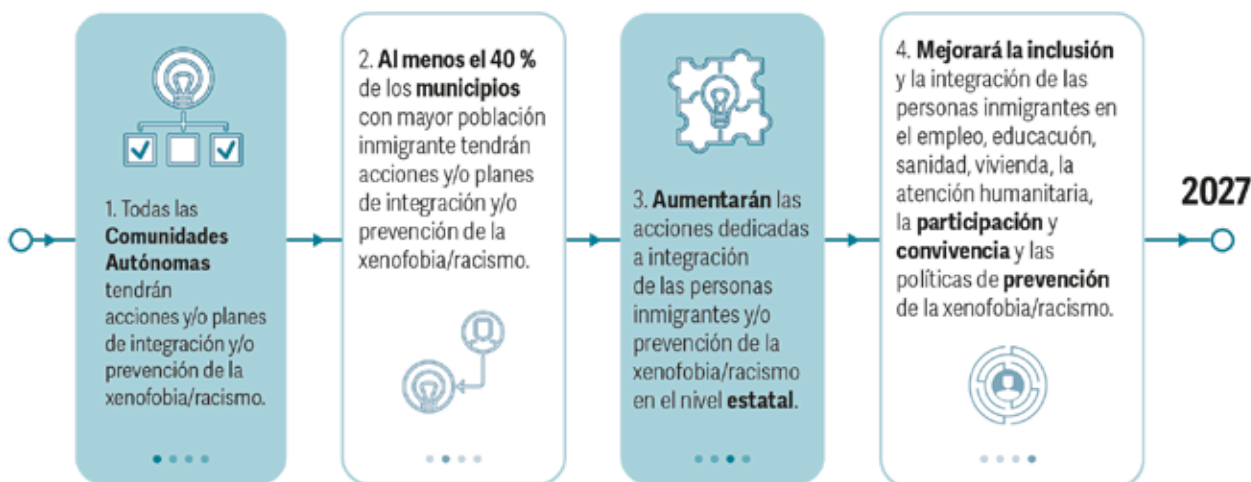 1. Todas las
Comunidades
Autónomas
tendrán
acciones y/o planes
de integración y/o
prevención de la
xenofobia/racismo.
2. Al menos el 40 %
de los municipios
con mayor población
inmigrante tendrán
acciones y/o planes
de integración y/o
prevención de la
xenofobia/racismo.
3. Aumentarán las
acciones dedicadas
a integración
de las personas
inmigrantes y/o
prevención de la
xenofobia/racismo
en el nivel estatal.
4. Mejorará la inclusión
y la integración de las
personas inmigrantes en
el empleo, educacuón,
sanidad, vivienda, la
atención humanitaria,
la participación y
convivencia y las
políticas de prevención
de la xenofobia/racismo.
2027